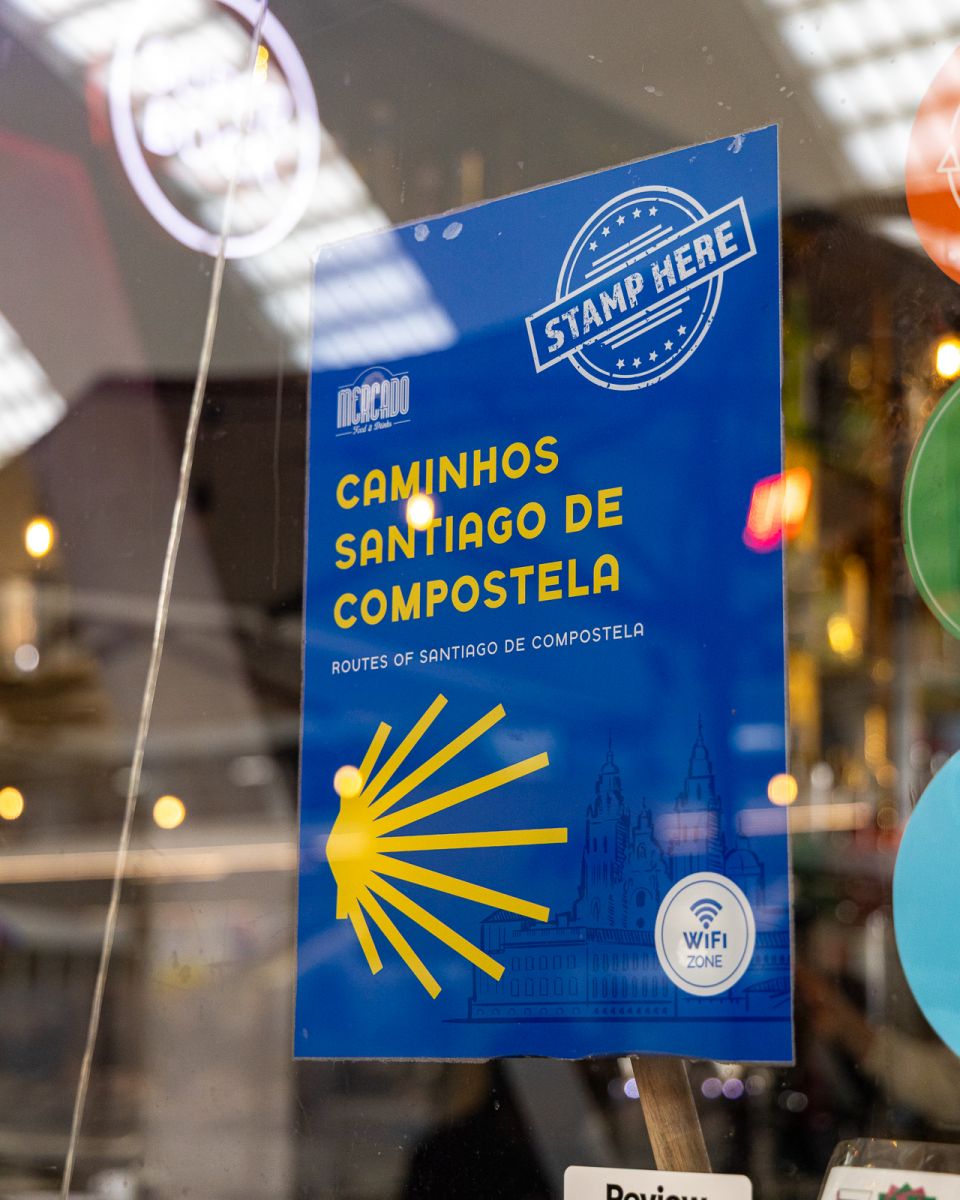 STAMP HERE
MERCADO
Food & Drinks
CAMINHOS
SANTIAGO DE
COMPOSTELA
ROUTES OF SANTIAGO DE COMPOSTELA
WiFi
ZONE
Review